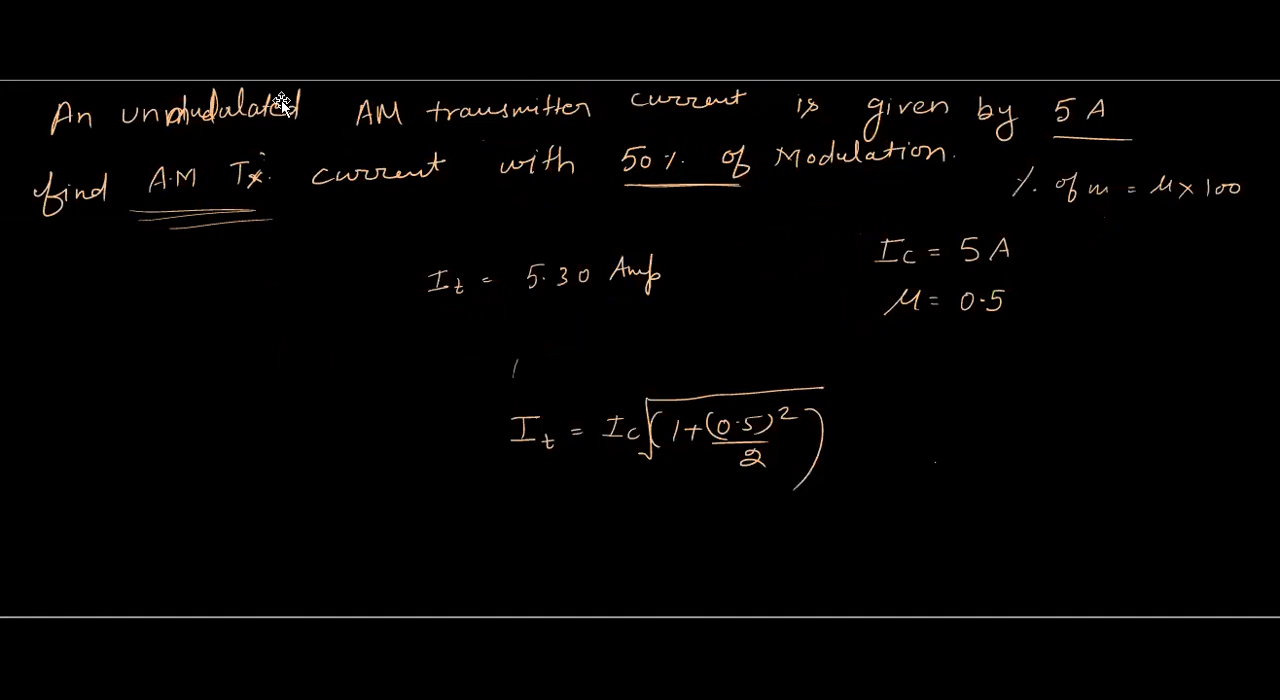 An unmodulated AM transmitter current is given by 5 A
find A.M Tx. current with 50% of Modulation.
% of m = μ x 100
Ic = 5 A
It = 5.30 Amp
μ = 0.5
It = Ic √(1 + (0.5)²/2)